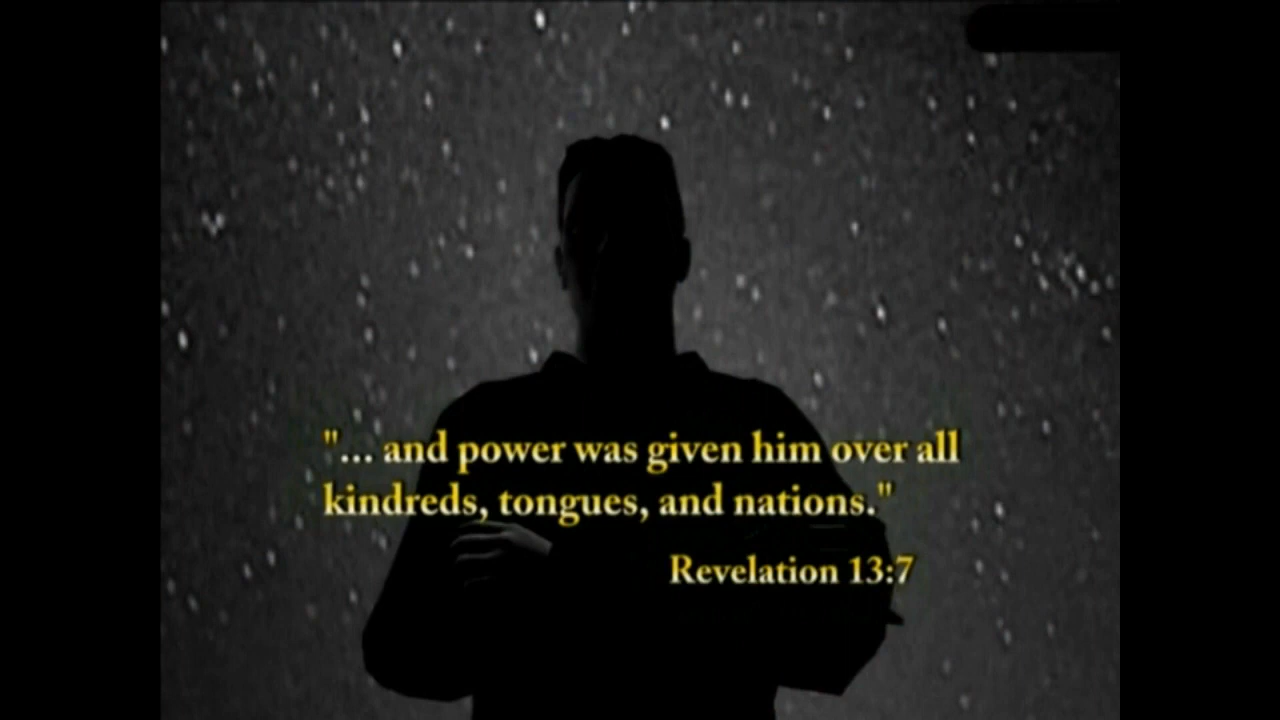 "... and power was given him over all
kindreds, tongues, and nations."
Revelation 13:7